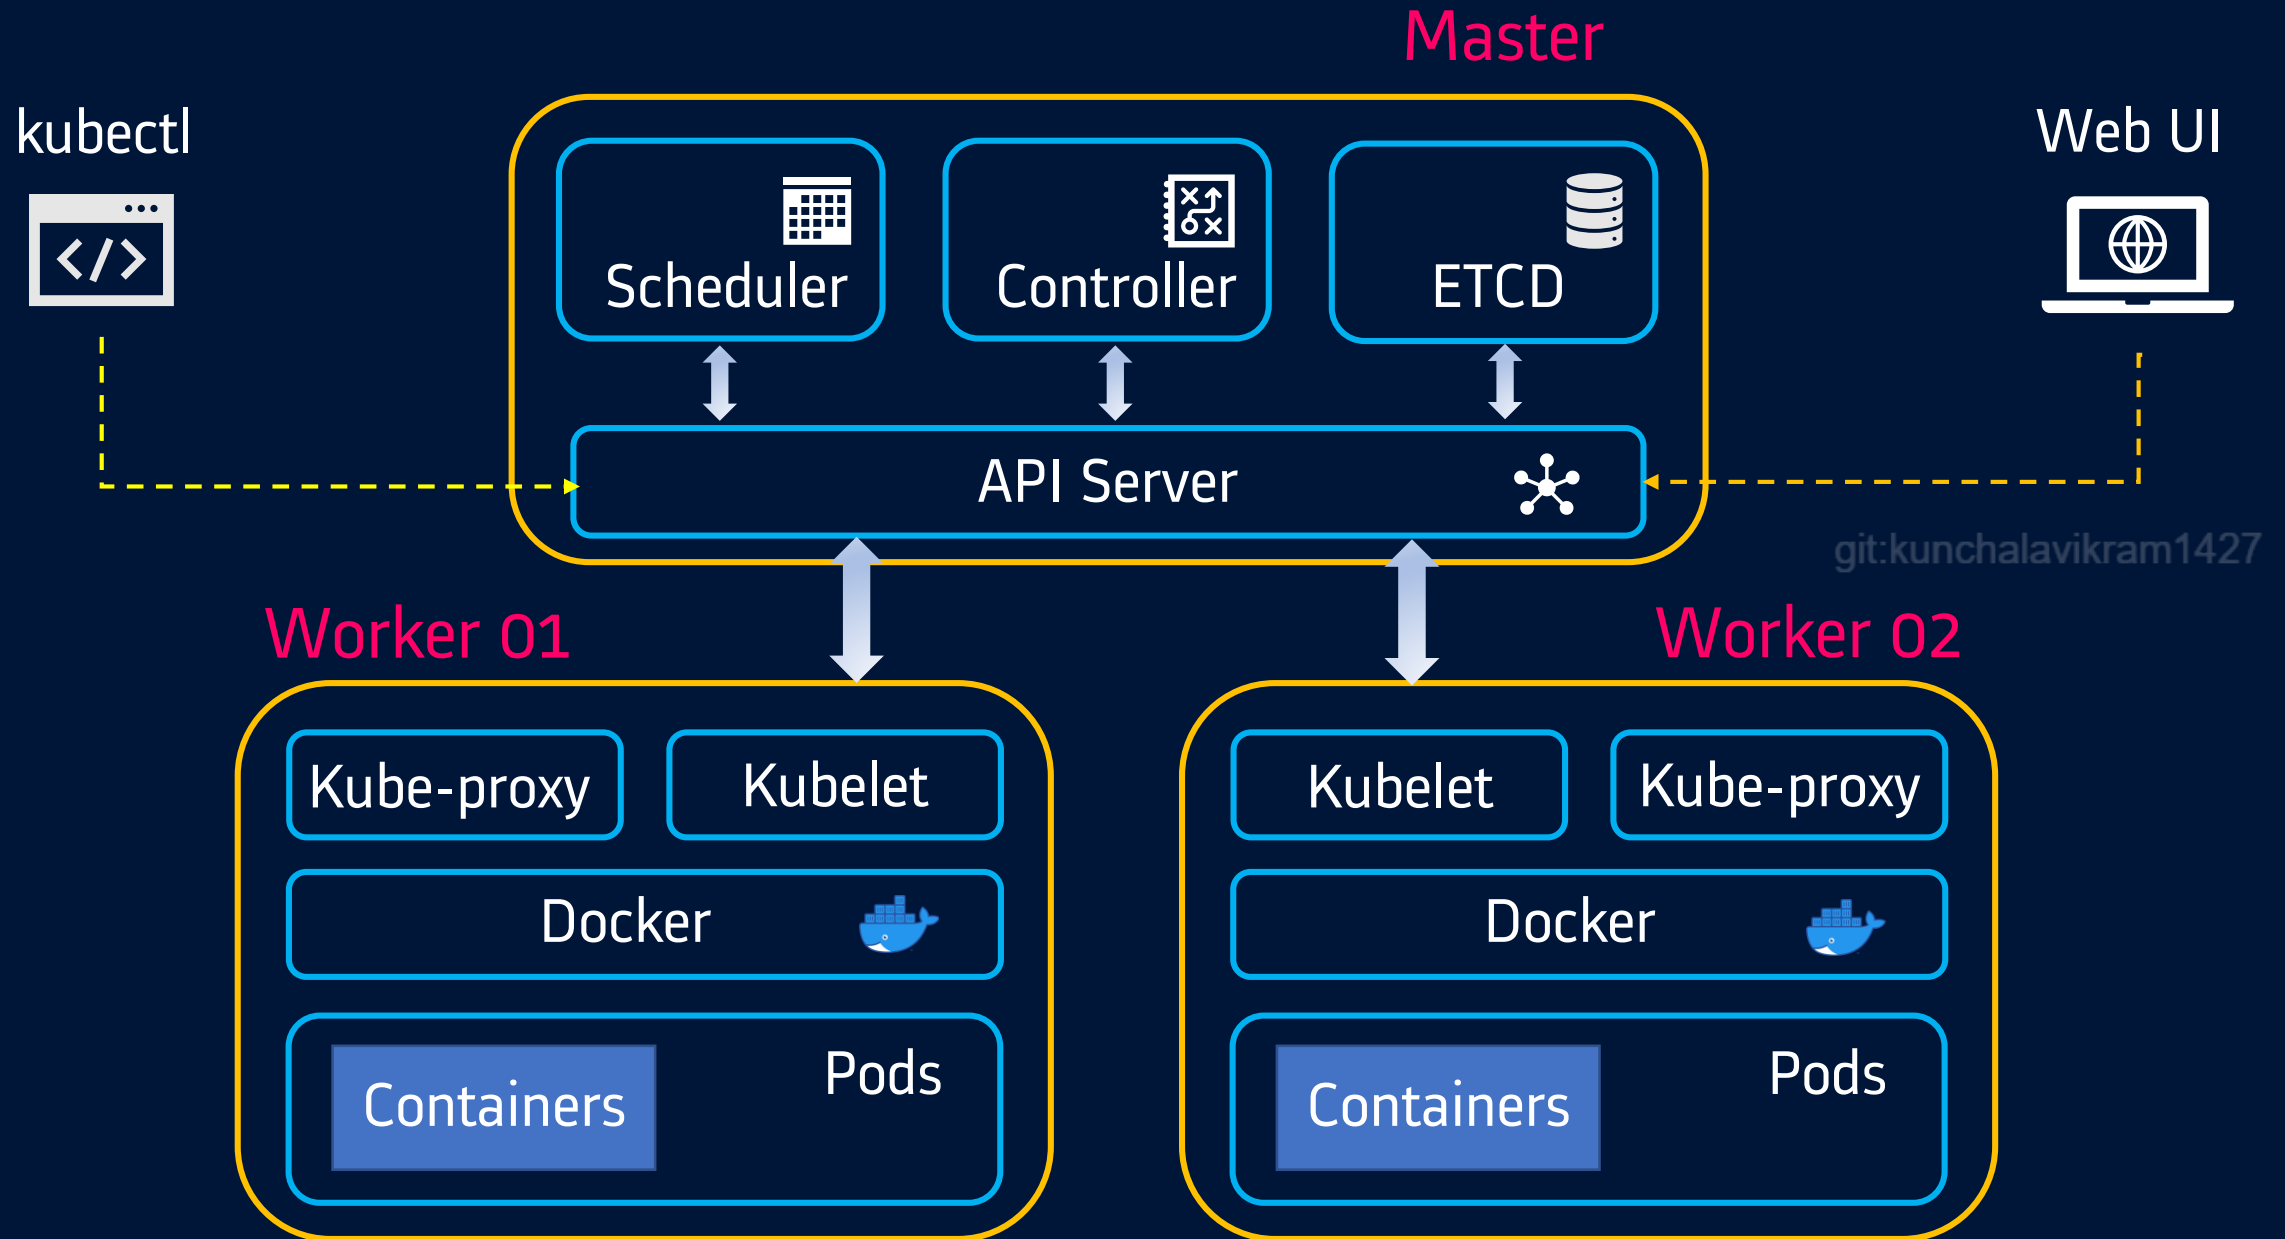 Master
kubectl
Web UI
Scheduler
Controller
ETCD
API Server
git:kunchalavikram1427
Worker 01
Worker 02
Kube-proxy
Kubelet
Kubelet
Kube-proxy
Docker
Docker
Containers
Pods
Containers
Pods